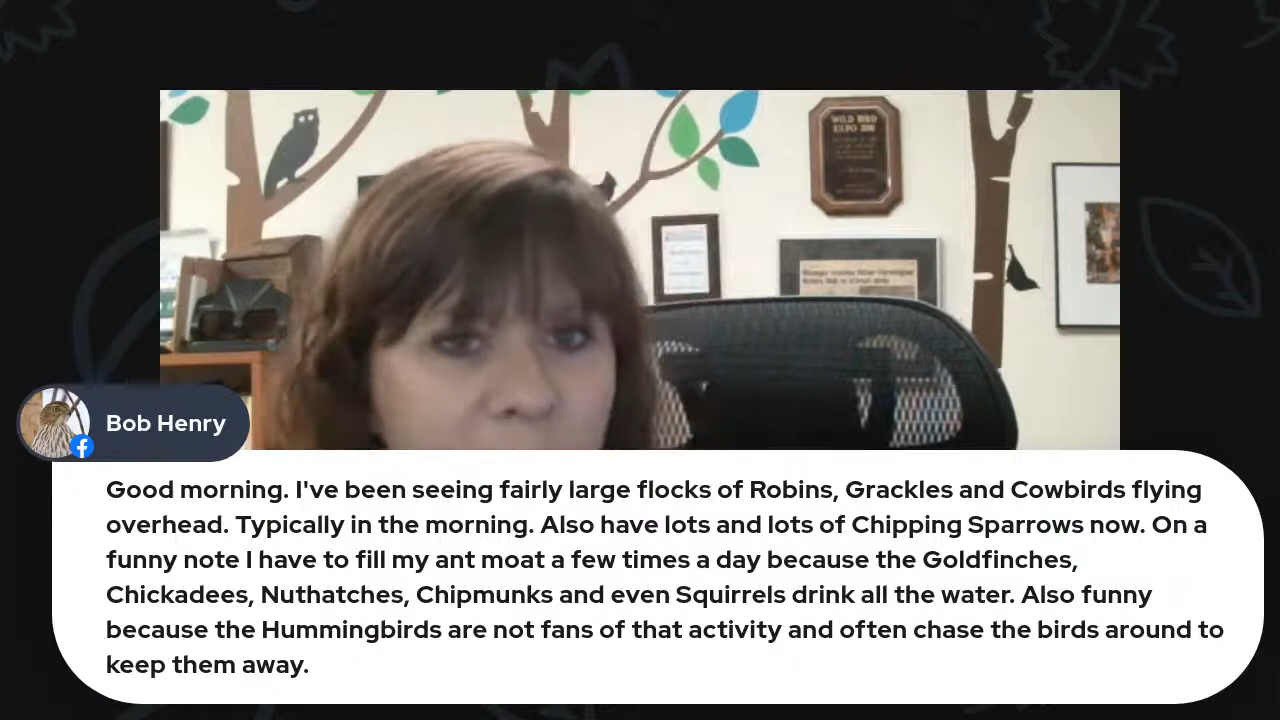 WILD BIRD
Bob Henry
Good morning. I've been seeing fairly large flocks of Robins, Grackles and Cowbirds flying
overhead. Typically in the morning. Also have lots and lots of Chipping Sparrows now. On a
funny note I have to fill my ant moat a few times a day because the Goldfinches,
Chickadees, Nuthatches, Chipmunks and even Squirrels drink all the water. Also funny
because the Hummingbirds are not fans of that activity and often chase the birds around to
keep them away.